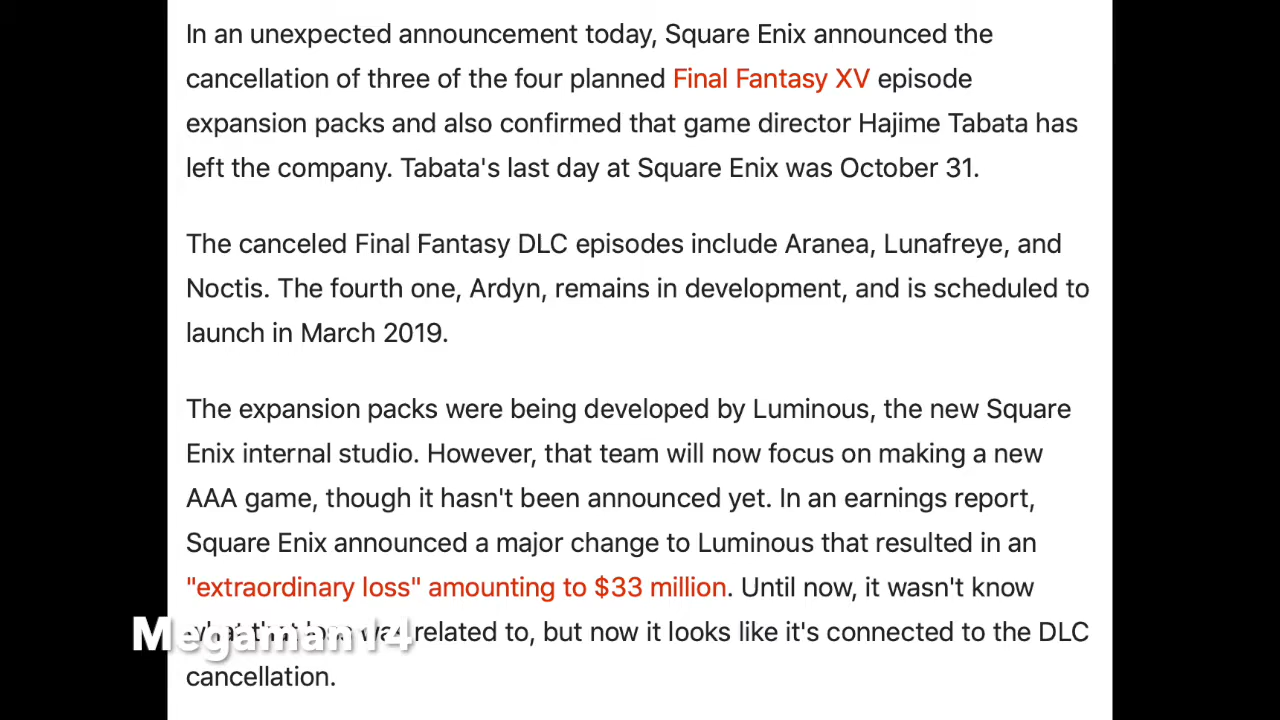 In an unexpected announcement today, Square Enix announced the
cancellation of three of the four planned Final Fantasy XV episode
expansion packs and also confirmed that game director Hajime Tabata has
left the company. Tabata's last day at Square Enix was October 31.
The canceled Final Fantasy DLC episodes include Aranea, Lunafreye, and
Noctis. The fourth one, Ardyn, remains in development, and is scheduled to
launch in March 2019.
The expansion packs were being developed by Luminous, the new Square
Enix internal studio. However, that team will now focus on making a new
AAA game, though it hasn't been announced yet. In an earnings report,
Square Enix announced a major change to Luminous that resulted in an
"extraordinary loss" amounting to $33 million. Until now, it wasn't know
what that loss was related to, but now it looks like it's connected to the DLC
Megaman14
cancellation.